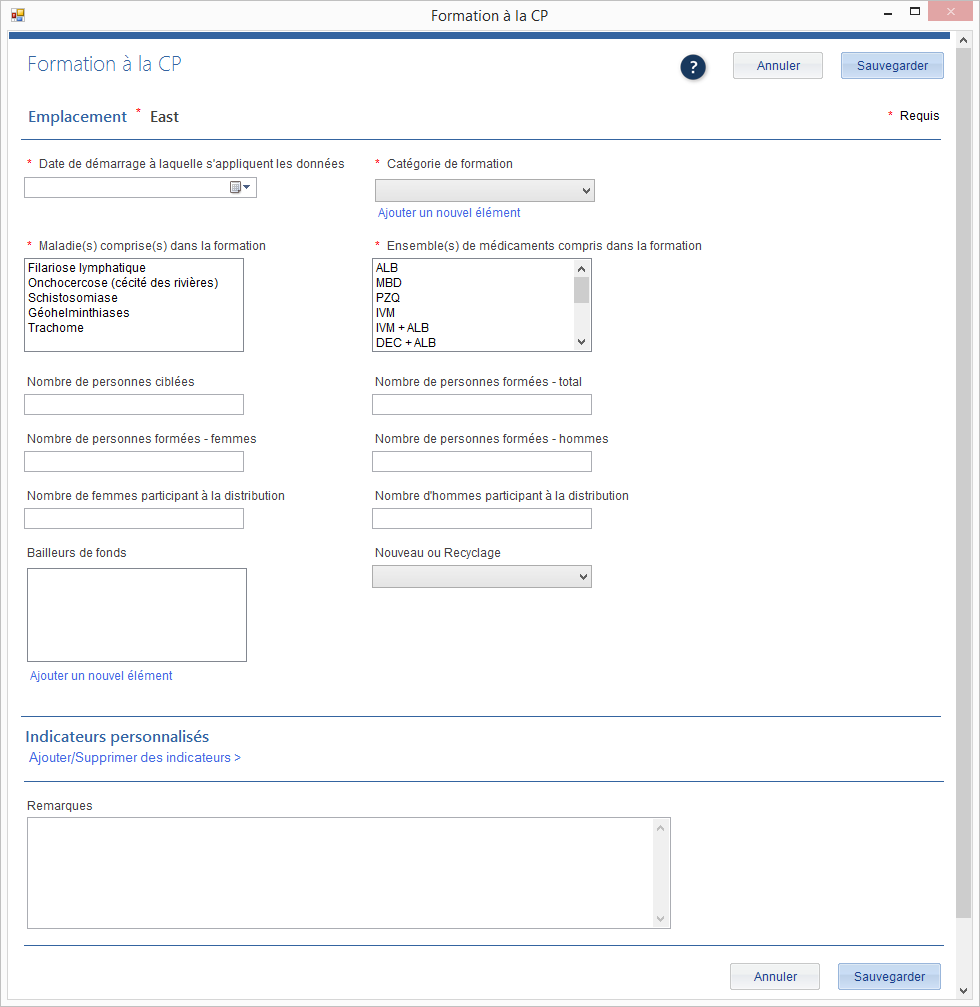 Formation à la CP
Formation à la CP
?
Annuler
Sauvegarder
Emplacement * East
* Requis
* Date de démarrage à laquelle s'appliquent les données
* Catégorie de formation
Ajouter un nouvel élément
* Maladie(s) comprise(s) dans la formation
* Ensemble(s) de médicaments compris dans la formation
Filariose lymphatique
Onchocercose (cécité des rivières)
Schistosomiase
Géohelminthiases
Trachome
ALB
MBD
PZQ
IVM
IVM + ALB
DEC + ALB
Nombre de personnes ciblées
Nombre de personnes formées - total
Nombre de personnes formées - femmes
Nombre de personnes formées - hommes
Nombre de femmes participant à la distribution
Nombre d'hommes participant à la distribution
Bailleurs de fonds
Nouveau ou Recyclage
Ajouter un nouvel élément
Indicateurs personnalisés
Ajouter/Supprimer des indicateurs >
Remarques
Annuler
Sauvegarder